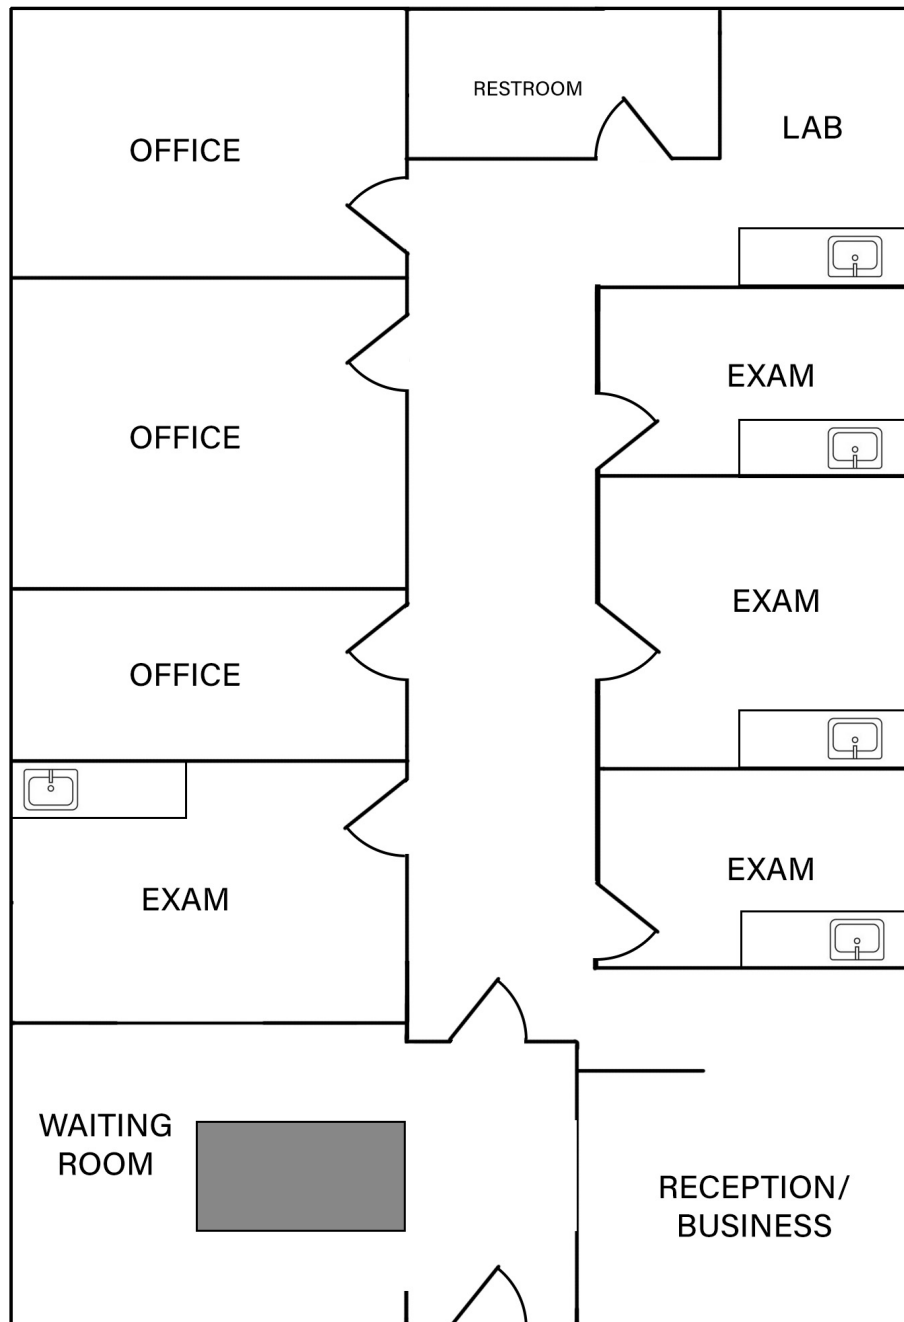 RESTROOM
LAB
OFFICE
EXAM
OFFICE
EXAM
OFFICE
EXAM
EXAM
WAITING
ROOM
RECEPTION/
BUSINESS